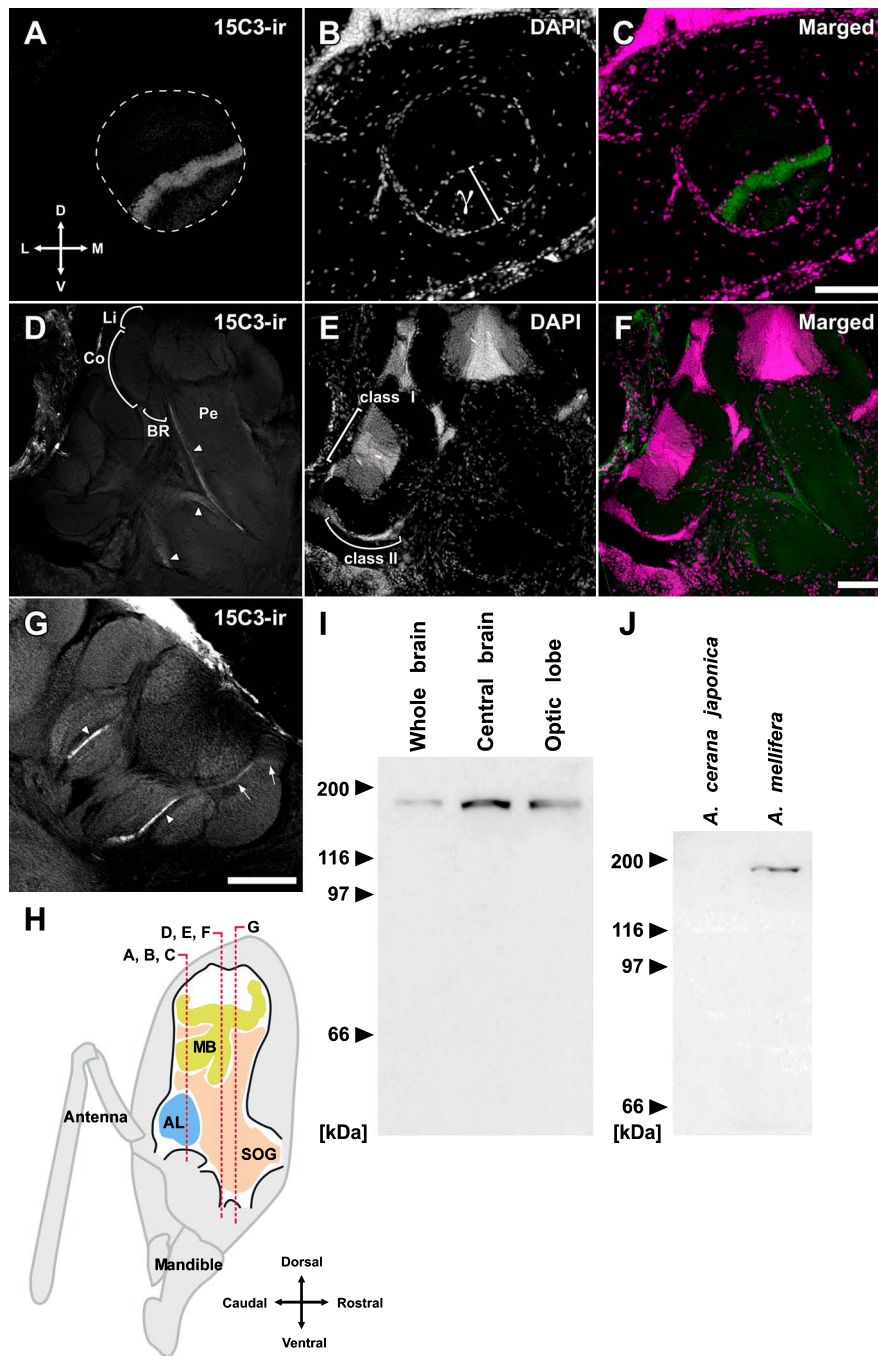 A 15C3-ir
D
L M
V
B DAPI
γ
C Marged
D 15C3-ir
Li
Co
BR
Pe
E DAPI
class I
class II
F Marged
G 15C3-ir
H
D, E, F
G
A, B, C
MB
AL
SOG
Antenna
Mandible
Dorsal
Caudal Rostral
Ventral
I
Whole brain
Central brain
Optic lobe
200
116
97
66
[kDa]
J
A. cerana japonica
A. mellifera
200
116
97
66
[kDa]